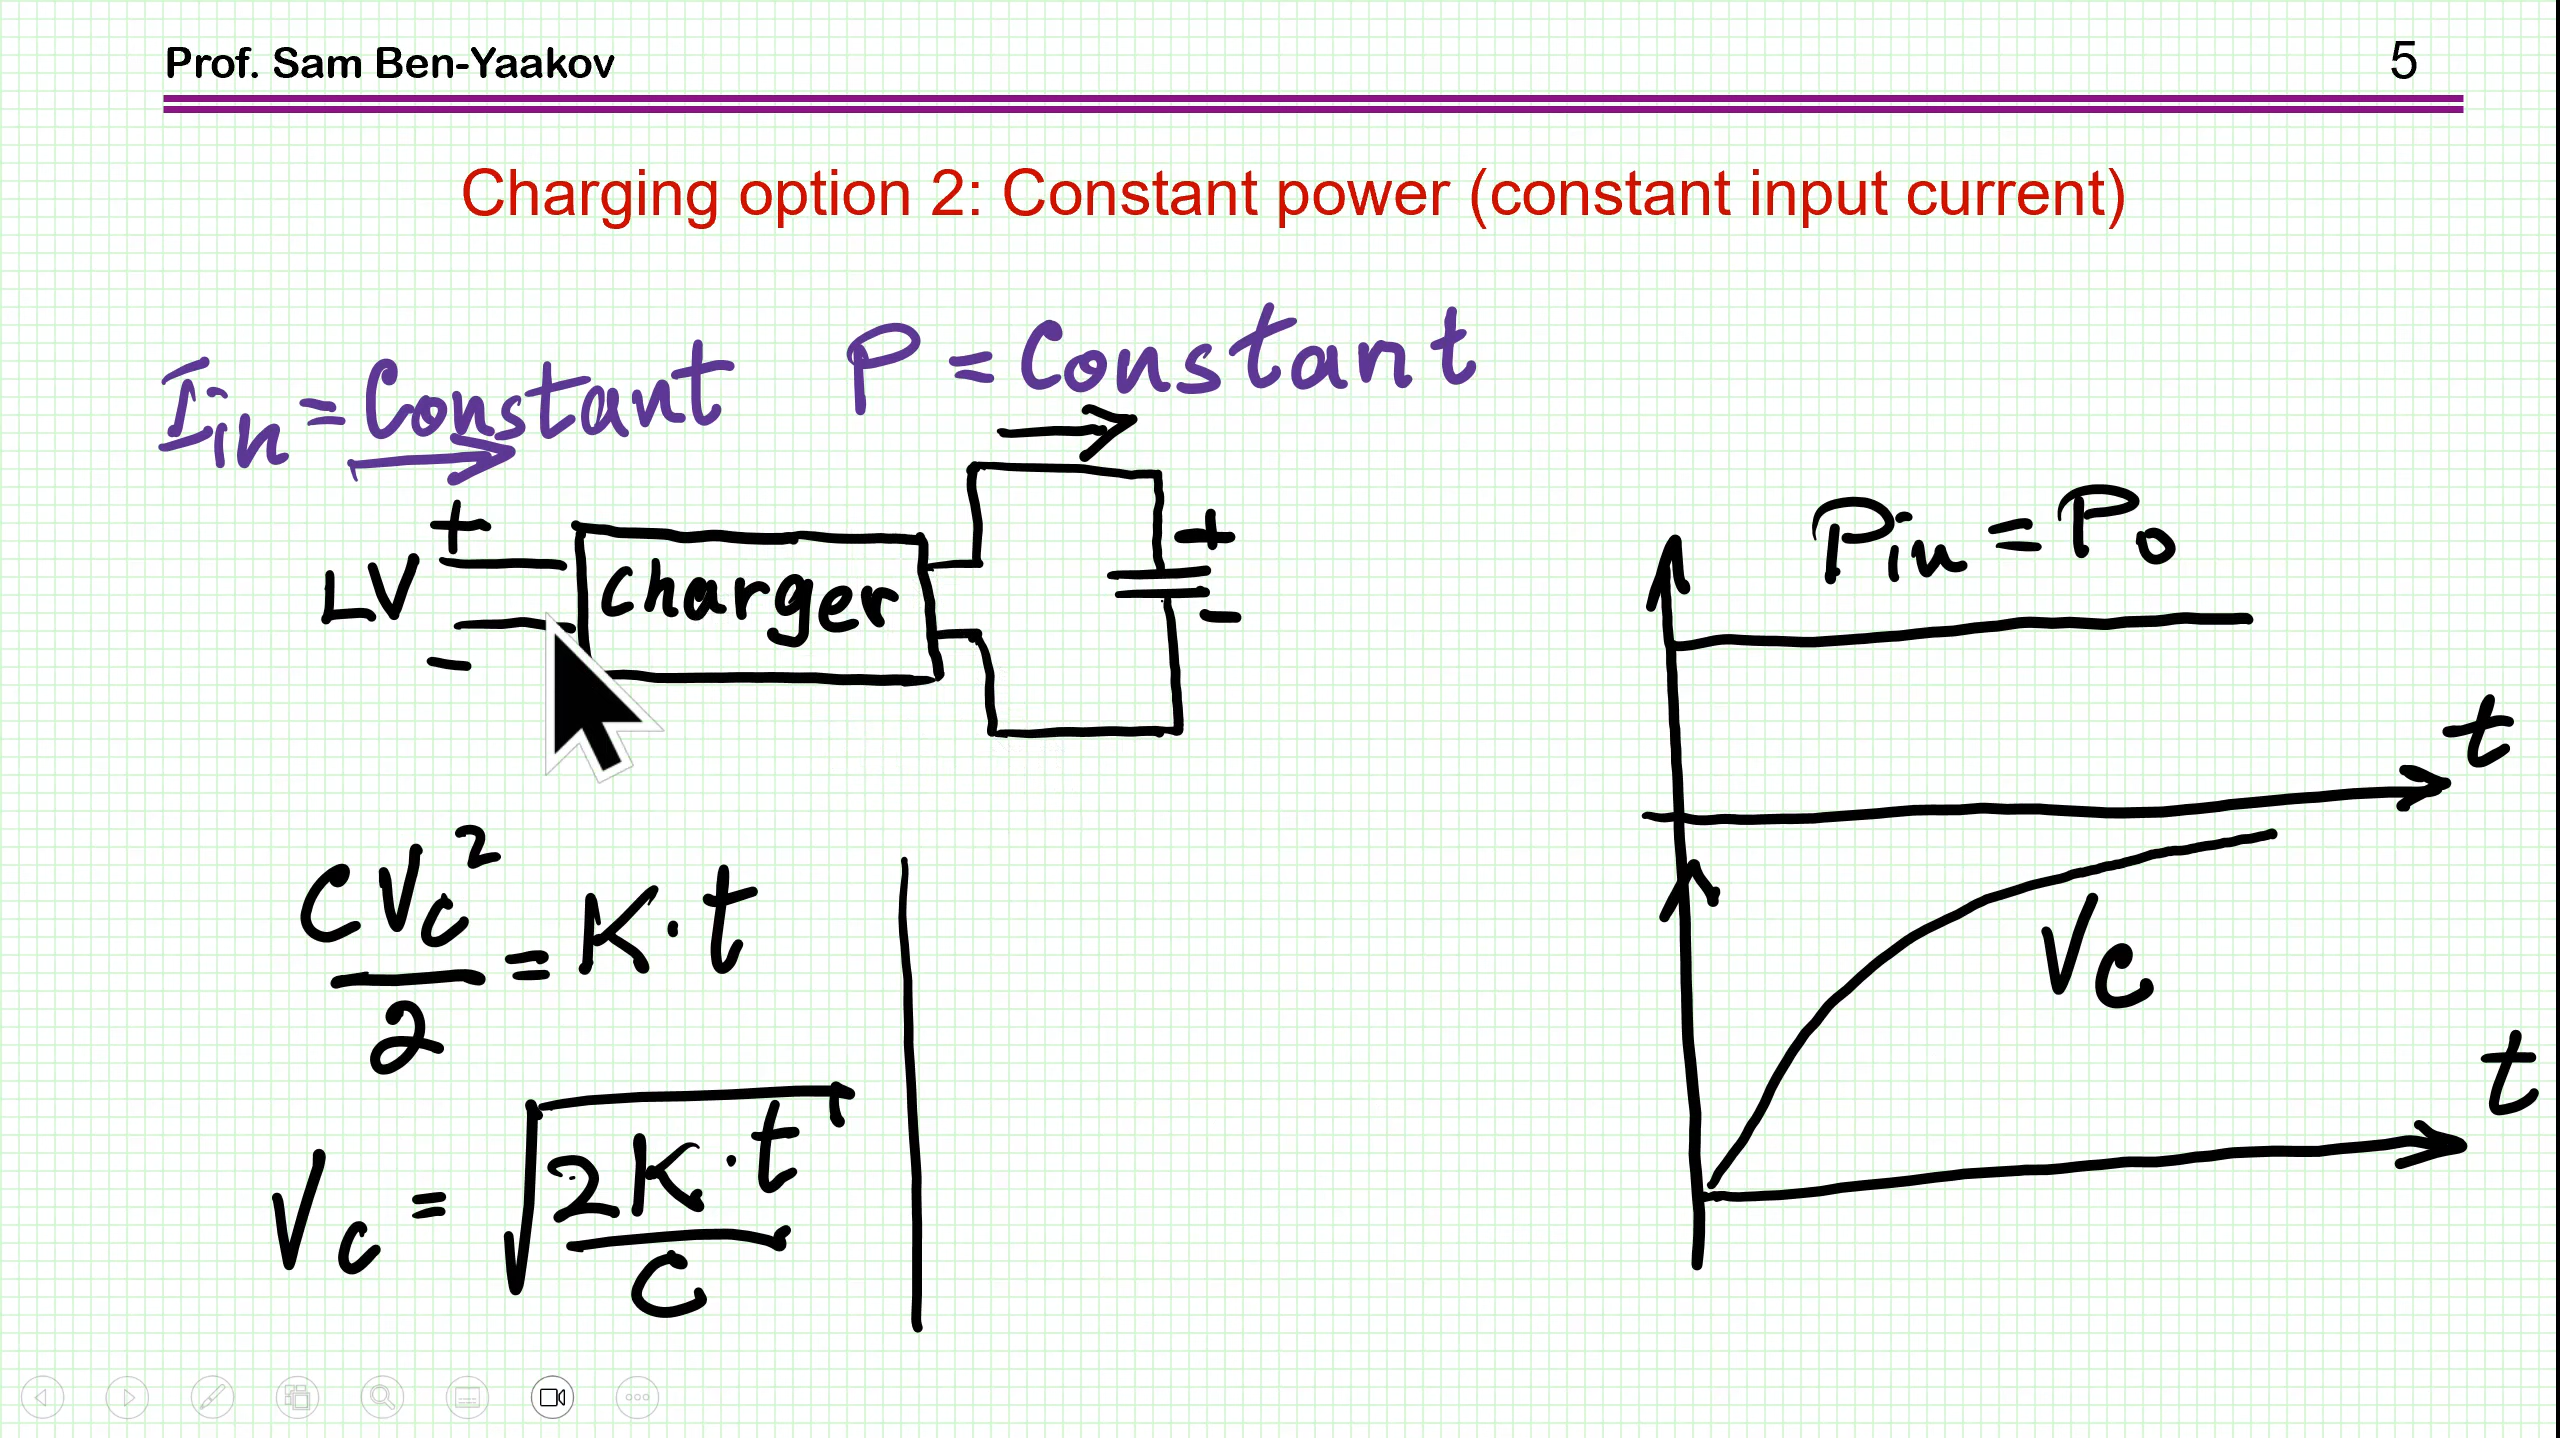 Prof. Sam Ben-Yaakov
5
Charging option 2: Constant power (constant input current)
Iin = Constant
P = Constant
+
LV
-
Charger
+
-
Pin = Po
t
CVc²/2 = K·t
Vc
t
Vc = √(2K·t/C)